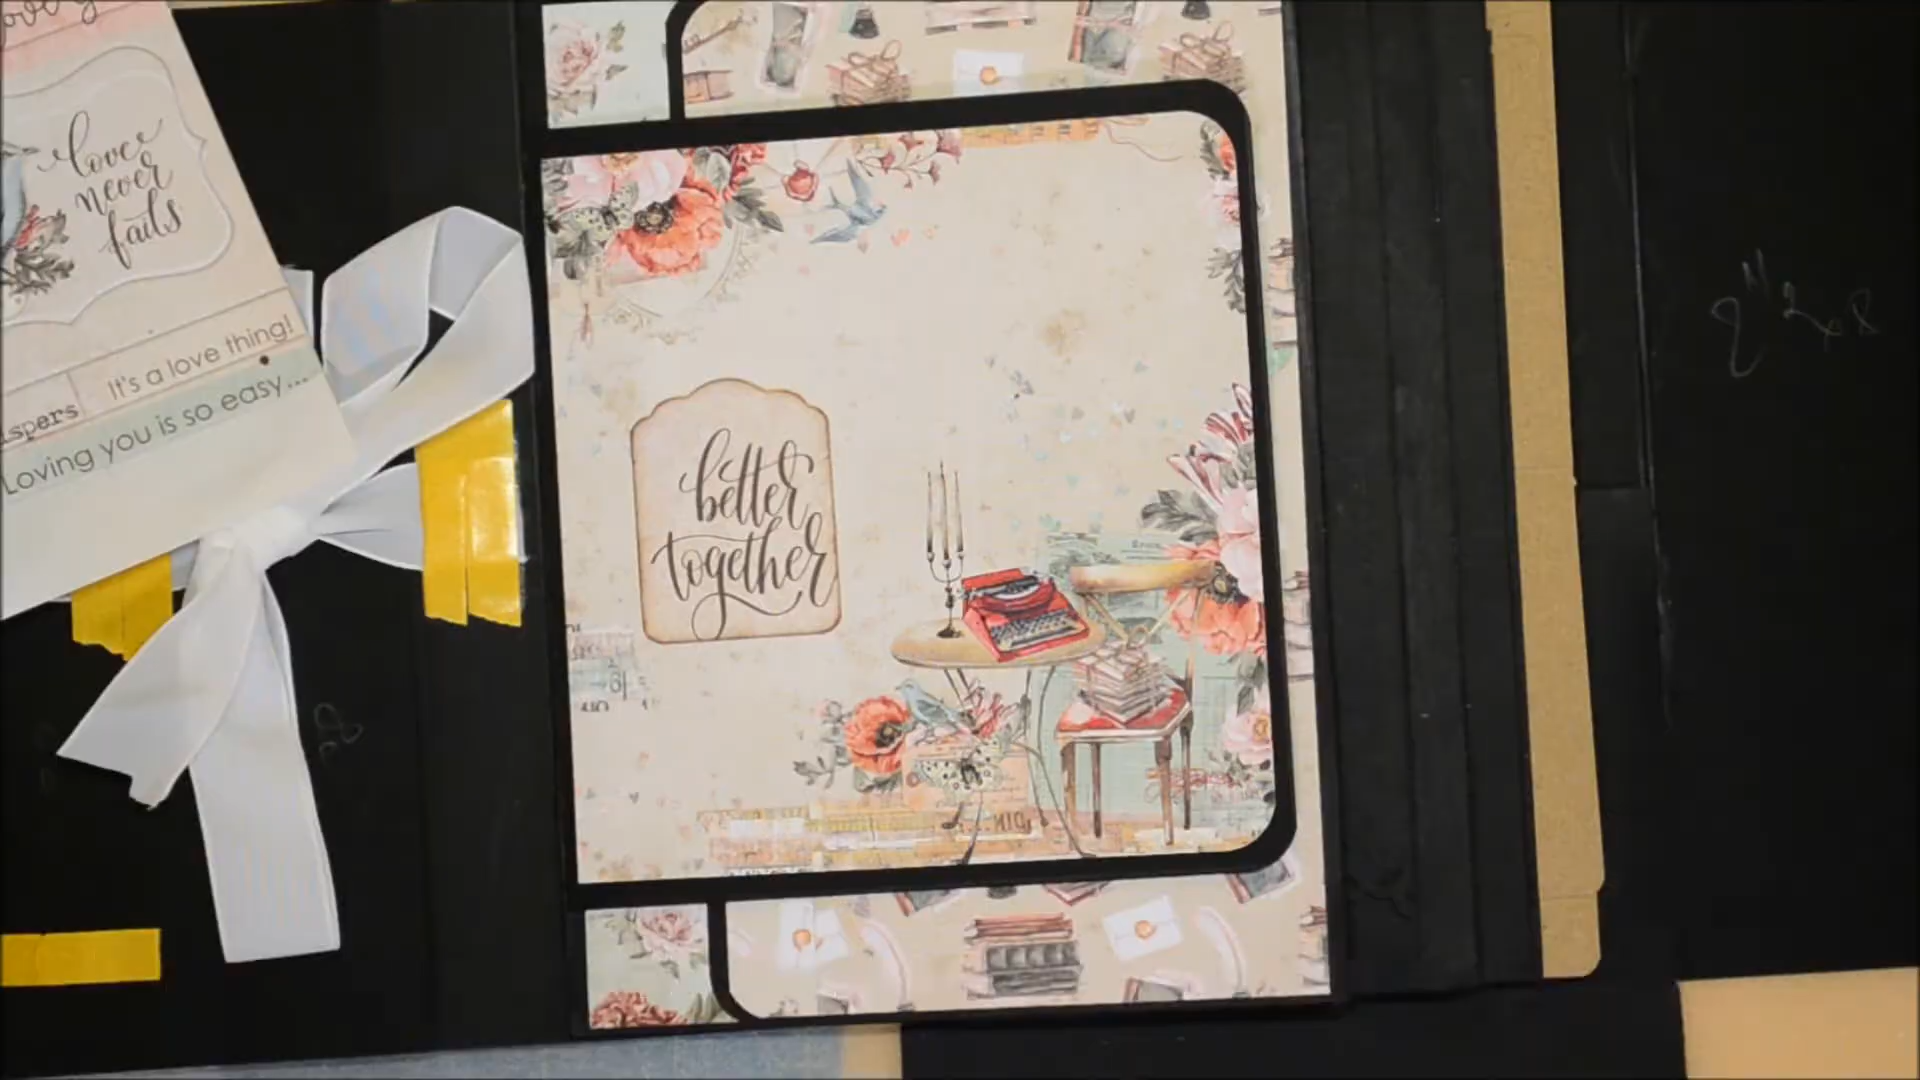 love
never
fails
It's a love thing!
Loving you is so easy...
better
together